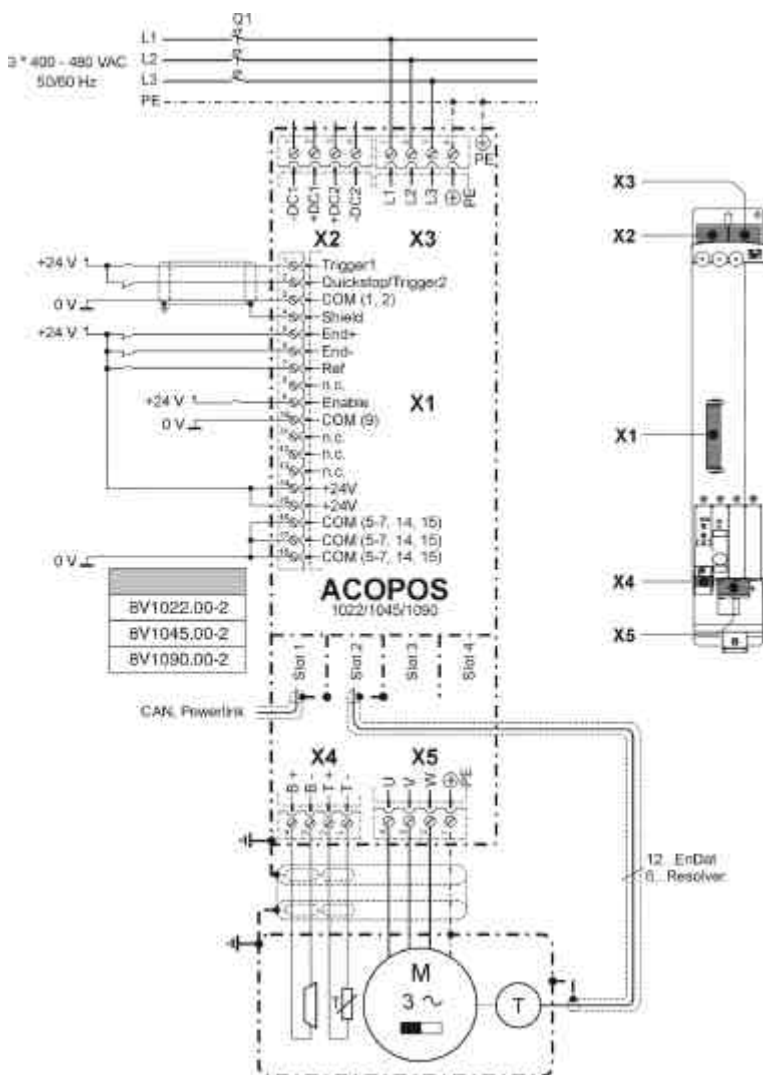 Q1
L1
3 * 400 - 480 VAC L2
50/60 Hz L3
PE
PE
-DC1 +DC1 +DC2 -DC2 L1 L2 L3 PE
X2 X3
+24 V Trigger1
Quickstop/Trigger2
0 V COM (1, 2)
Shield
+24 V End+
End-
Ref
n.c.
+24 V Enable
X1
0 V COM (9)
n.c.
n.c.
n.c.
+24V
+24V
COM (5-7, 14, 15)
COM (5-7, 14, 15)
0 V COM (5-7, 14, 15)
ACOPOS
1022/1045/1090
8V1022.00-2
8V1045.00-2
8V1090.00-2
Slot 1 Slot 2 Slot 3 Slot 4
CAN, Powerlink
X4 X5
B+ B- T+ T- U V W PE
12 EnDat
6 Resolver
M
3 ~
T
T
X3
X2
X1
X4
X5